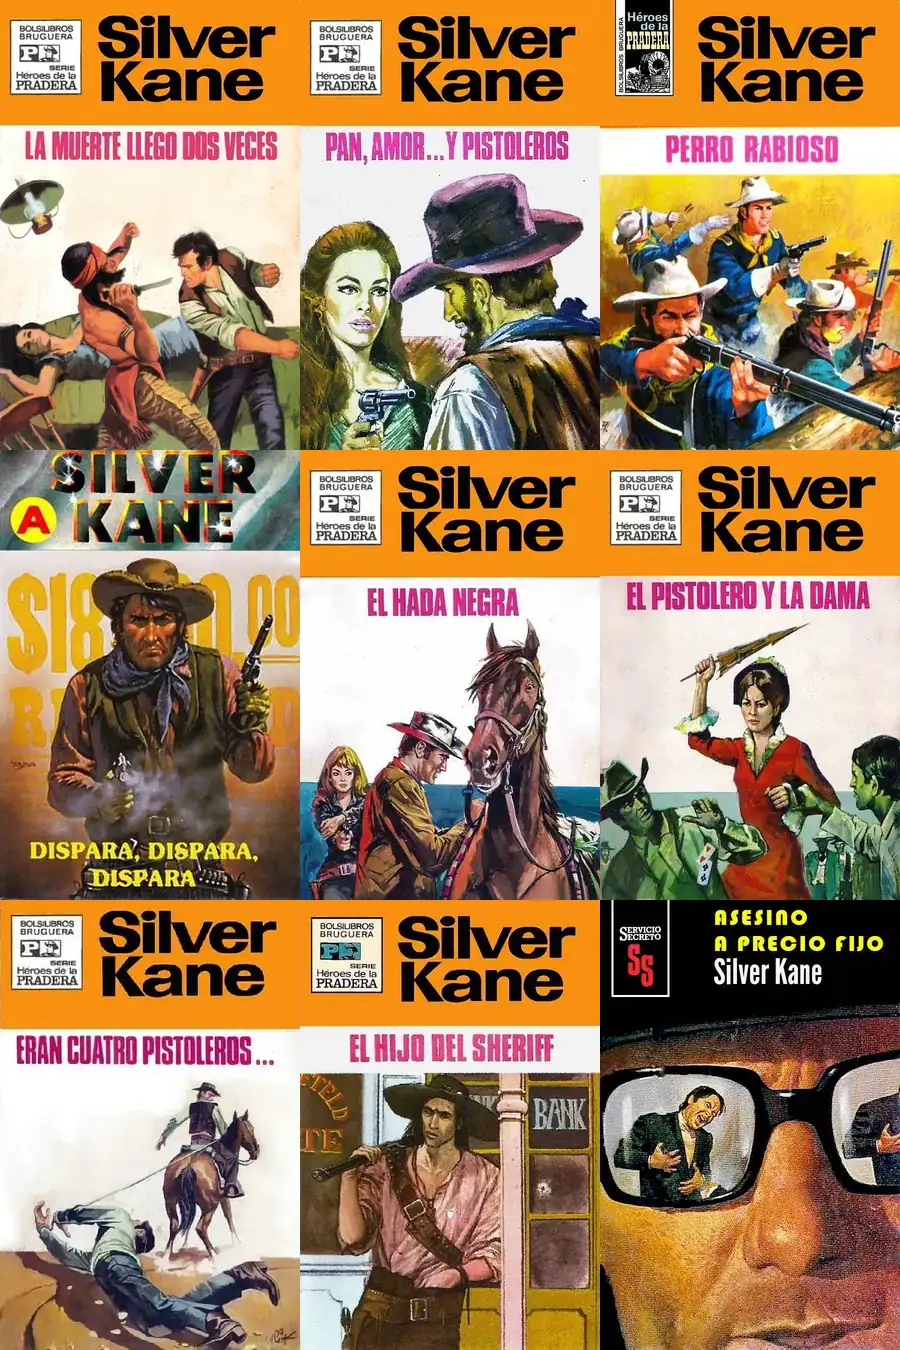 BOLSILIBROS
BRUGUERA
SERIE
Héroes de la
PRADERA
Silver
Kane
LA MUERTE LLEGO DOS VECES
BOLSILIBROS
BRUGUERA
SERIE
Héroes de la
PRADERA
Silver
Kane
PAN, AMOR...Y PISTOLEROS
BOLSILIBROS BRUGUERA
Héroes
de la
PRADERA
Silver
Kane
PERRO RABIOSO
SILVER
KANE
A
DISPARA, DISPARA,
DISPARA
BOLSILIBROS
BRUGUERA
SERIE
Héroes de la
PRADERA
Silver
Kane
EL HADA NEGRA
BOLSILIBROS
BRUGUERA
SERIE
Héroes de la
PRADERA
Silver
Kane
EL PISTOLERO Y LA DAMA
BOLSILIBROS
BRUGUERA
SERIE
Héroes de la
PRADERA
Silver
Kane
ERAN CUATRO PISTOLEROS...
BOLSILIBROS
BRUGUERA
SERIE
Héroes de la
PRADERA
Silver
Kane
EL HIJO DEL SHERIFF
BANK
SERVICIO
SECRETO
SS
ASESINO
A PRECIO FIJO
Silver Kane